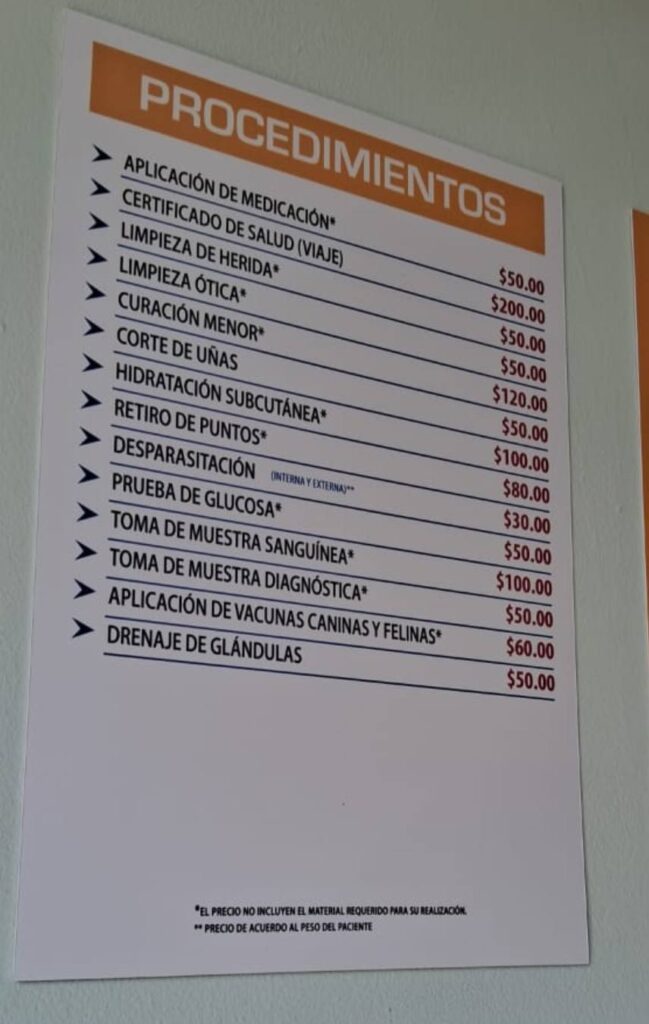 PROCEDIMIENTOS
➤ APLICACIÓN DE MEDICACIÓN* $50.00
➤ CERTIFICADO DE SALUD (VIAJE) $200.00
➤ LIMPIEZA DE HERIDA* $50.00
➤ LIMPIEZA ÓTICA* $50.00
➤ CURACIÓN MENOR* $120.00
➤ CORTE DE UÑAS $50.00
➤ HIDRATACIÓN SUBCUTÁNEA* $100.00
➤ RETIRO DE PUNTOS* $80.00
➤ DESPARASITACIÓN (INTERNA Y EXTERNA)** $30.00
➤ PRUEBA DE GLUCOSA* $50.00
➤ TOMA DE MUESTRA SANGUÍNEA* $100.00
➤ TOMA DE MUESTRA DIAGNÓSTICA* $50.00
➤ APLICACIÓN DE VACUNAS CANINAS Y FELINAS* $60.00
➤ DRENAJE DE GLÁNDULAS $50.00
*EL PRECIO NO INCLUYEN EL MATERIAL REQUERIDO PARA SU REALIZACIÓN.
** PRECIO DE ACUERDO AL PESO DEL PACIENTE